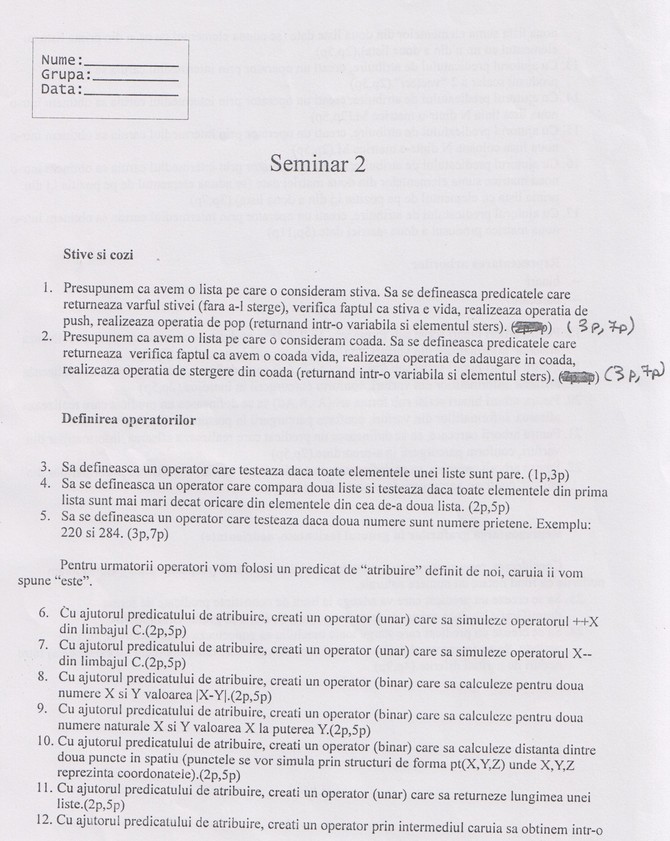 Nume:
Grupa:
Data:
Seminar 2
Stive si cozi
1. Presupunem ca avem o lista pe care o consideram stiva. Sa se defineasca predicatele care
returneaza varful stivei (fara a-l sterge), verifica faptul ca stiva e vida, realizeaza operatia de
push, realizeaza operatia de pop (returnand intr-o variabila si elementul sters). (3p, 7p)
2. Presupunem ca avem o lista pe care o consideram coada. Sa se defineasca predicatele care
returneaza verifica faptul ca avem o coada vida, realizeaza operatia de adaugare in coada,
realizeaza operatia de stergere din coada (returnand intr-o variabila si elementul sters). (3p, 7p)
Definirea operatorilor
3. Sa defineasca un operator care testeaza daca toate elementele unei liste sunt pare. (1p,3p)
4. Sa se defineasca un operator care compara doua liste si testeaza daca toate elementele din prima
lista sunt mai mari decat oricare din elementele din cea de-a doua lista. (2p,5p)
5. Sa se defineasca un operator care testeaza daca doua numere sunt numere prietene. Exemplu:
220 si 284. (3p,7p)
Pentru urmatorii operatori vom folosi un predicat de “atribuire” definit de noi, caruia ii vom
spune “este”.
6. Cu ajutorul predicatului de atribuire, creati un operator (unar) care sa simuleze operatorul ++X
din limbajul C.(2p,5p)
7. Cu ajutorul predicatului de atribuire, creati un operator (unar) care sa simuleze operatorul X--
din limbajul C.(2p,5p)
8. Cu ajutorul predicatului de atribuire, creati un operator (binar) care sa calculeze pentru doua
numere X si Y valoarea |X-Y|.(2p,5p)
9. Cu ajutorul predicatului de atribuire, creati un operator (binar) care sa calculeze pentru doua
numere naturale X si Y valoarea X la puterea Y.(2p,5p)
10. Cu ajutorul predicatului de atribuire, creati un operator (binar) care sa calculeze distanta dintre
doua puncte in spatiu (punctele se vor simula prin structuri de forma pt(X,Y,Z) unde X,Y,Z
reprezinta coordonatele).(2p,5p)
11. Cu ajutorul predicatului de atribuire, creati un operator (unar) care sa returneze lungimea unei
liste.(2p,5p)
12. Cu ajutorul predicatului de atribuire, creati un operator prin intermediul caruia sa obtinem intr-o